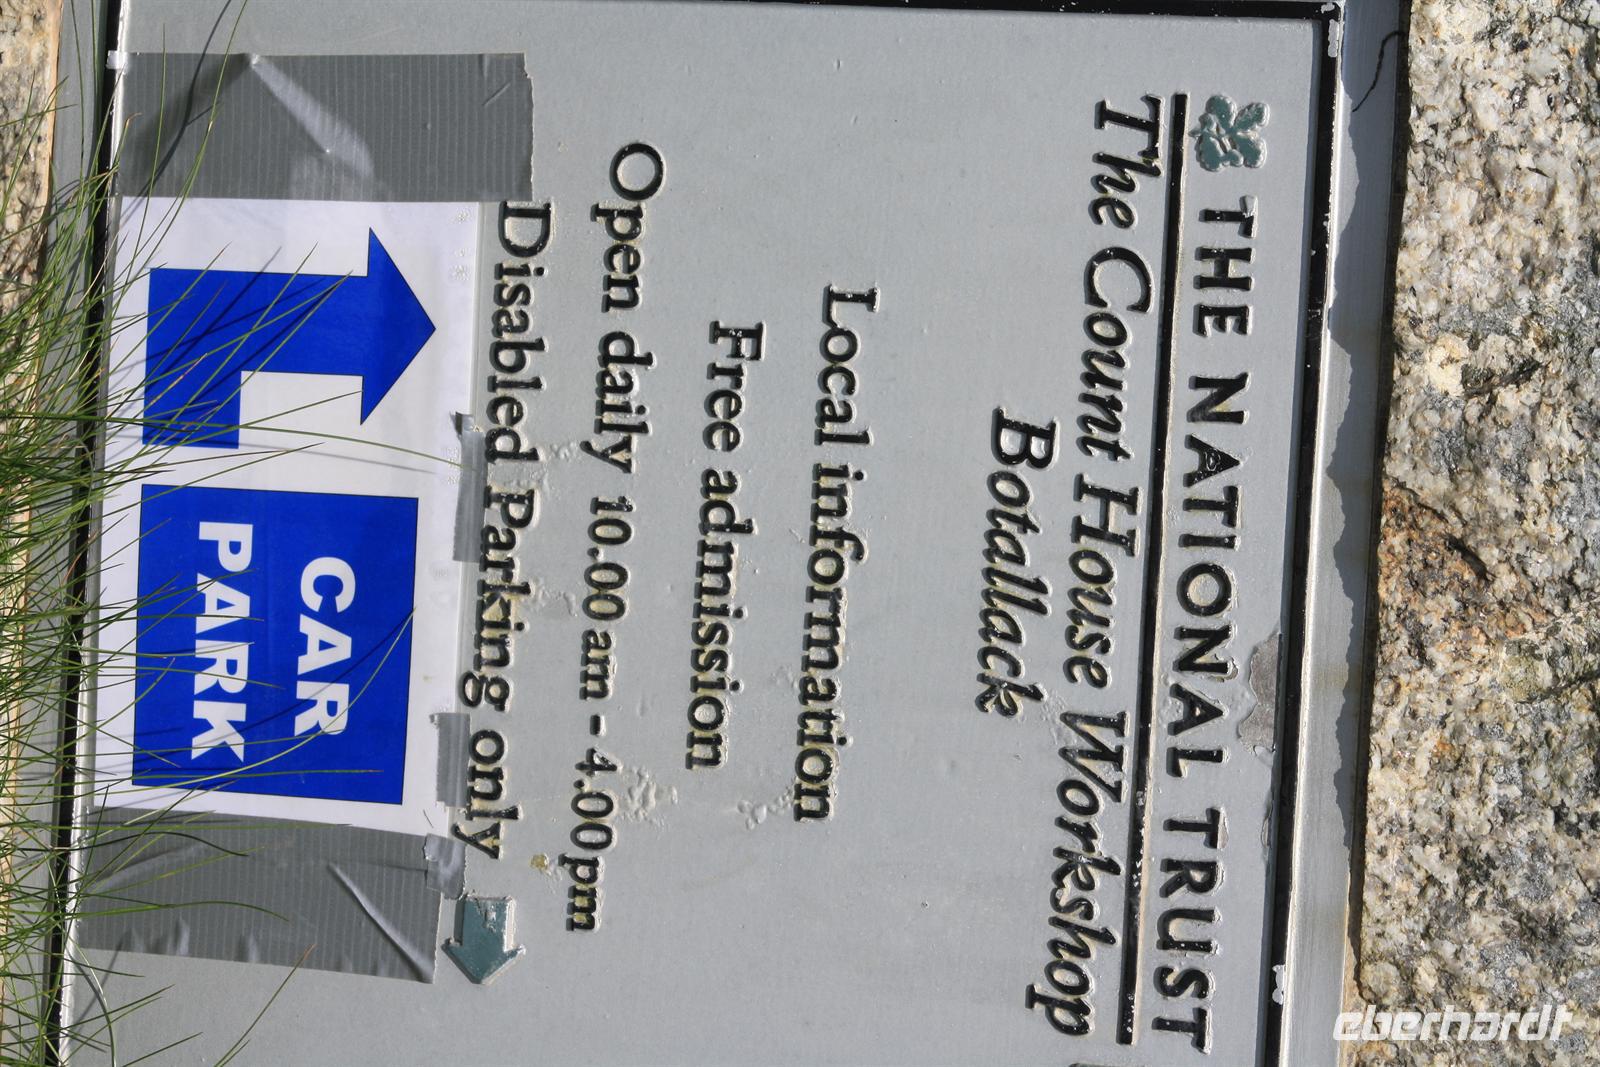 THE NATIONAL TRUST
The Count House Workshop
Botallack
Local information
Free admission
Open daily 10.00 am - 4.00pm
Disabled Parking only
CAR
PARK
eberhardt